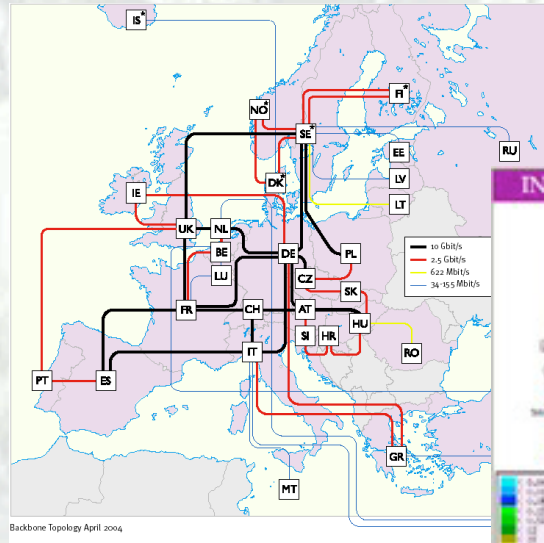 IS*
NO*
FI*
SE*
RU
EE
DK*
LV
IE
LT
UK
NL
BE
DE
PL
LU
CZ
SK
FR
CH
AT
HU
SI
HR
RO
IT
PT
ES
GR
MT
10 Gbit/s
2.5 Gbit/s
622 Mbit/s
34-155 Mbit/s
IN
Backbone Topology April 2004